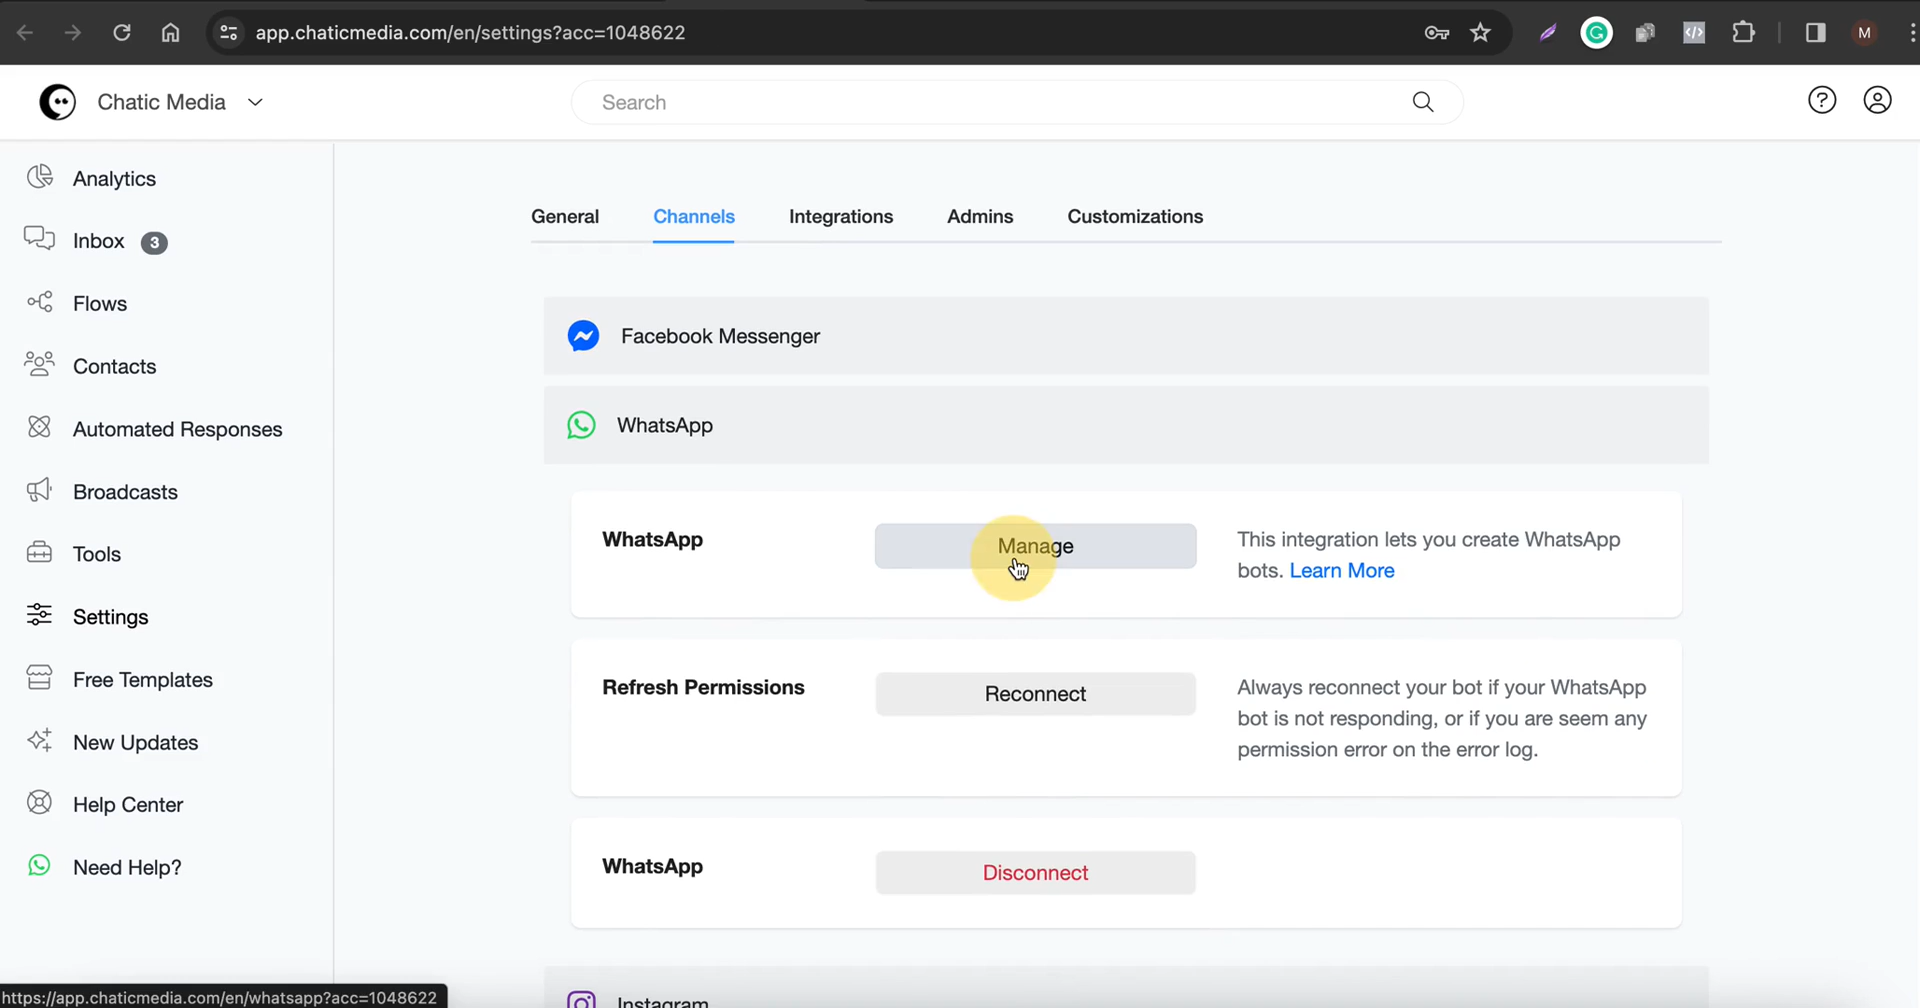 app.chaticmedia.com/en/settings?acc=1048622
M
Chatic Media
Search
Analytics
Inbox 3
Flows
Contacts
Automated Responses
Broadcasts
Tools
Settings
Free Templates
New Updates
Help Center
Need Help?
General Channels Integrations Admins Customizations
Facebook Messenger
WhatsApp
WhatsApp
Manage
This integration lets you create WhatsApp
bots. Learn More
Refresh Permissions
Reconnect
Always reconnect your bot if your WhatsApp
bot is not responding, or if you are seem any
permission error on the error log.
WhatsApp
Disconnect
Instagram
https://app.chaticmedia.com/en/whatsapp?acc=1048622